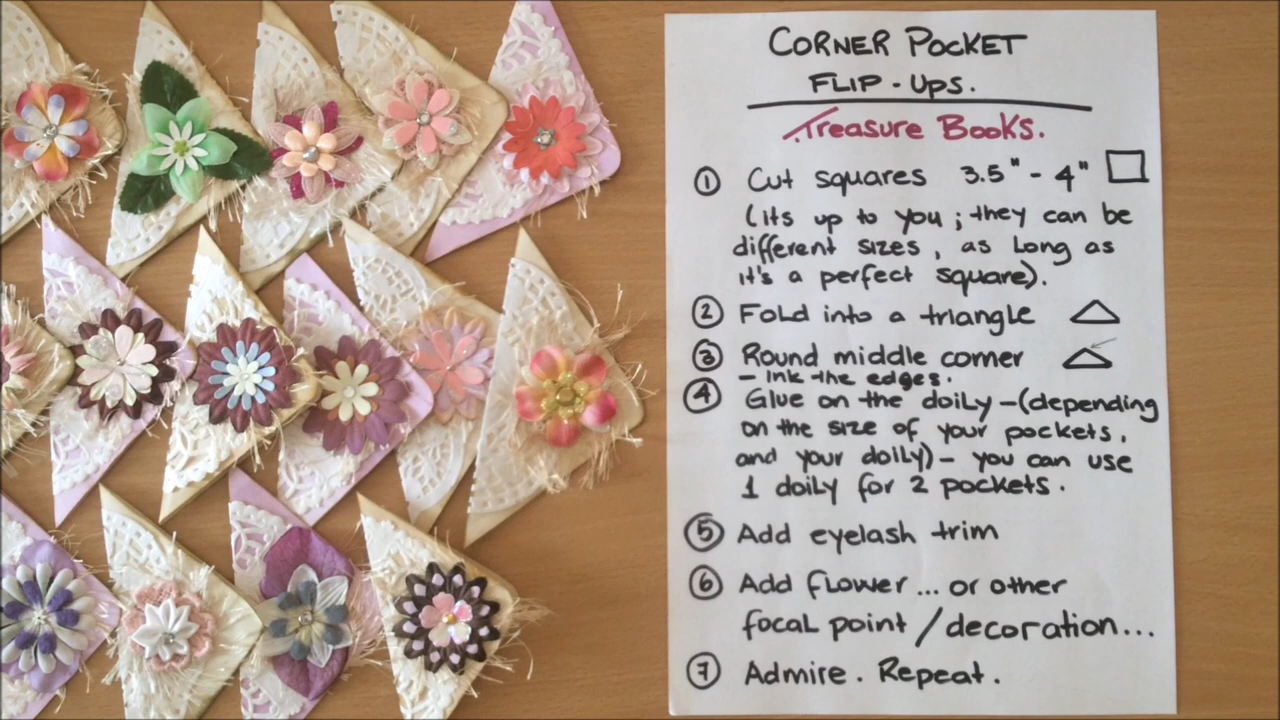 CORNER POCKET
FLIP-UPS.
Treasure Books.
① Cut squares 3.5" - 4"
(its up to you; they can be
different sizes, as long as
it's a perfect square).
② Fold into a triangle
③ Round middle corner
- Ink the edges.
④ Glue on the doily-(depending
on the size of your pockets,
and your doily)- you can use
1 doily for 2 pockets.
⑤ Add eyelash trim
⑥ Add flower... or other
focal point / decoration...
⑦ Admire. Repeat.